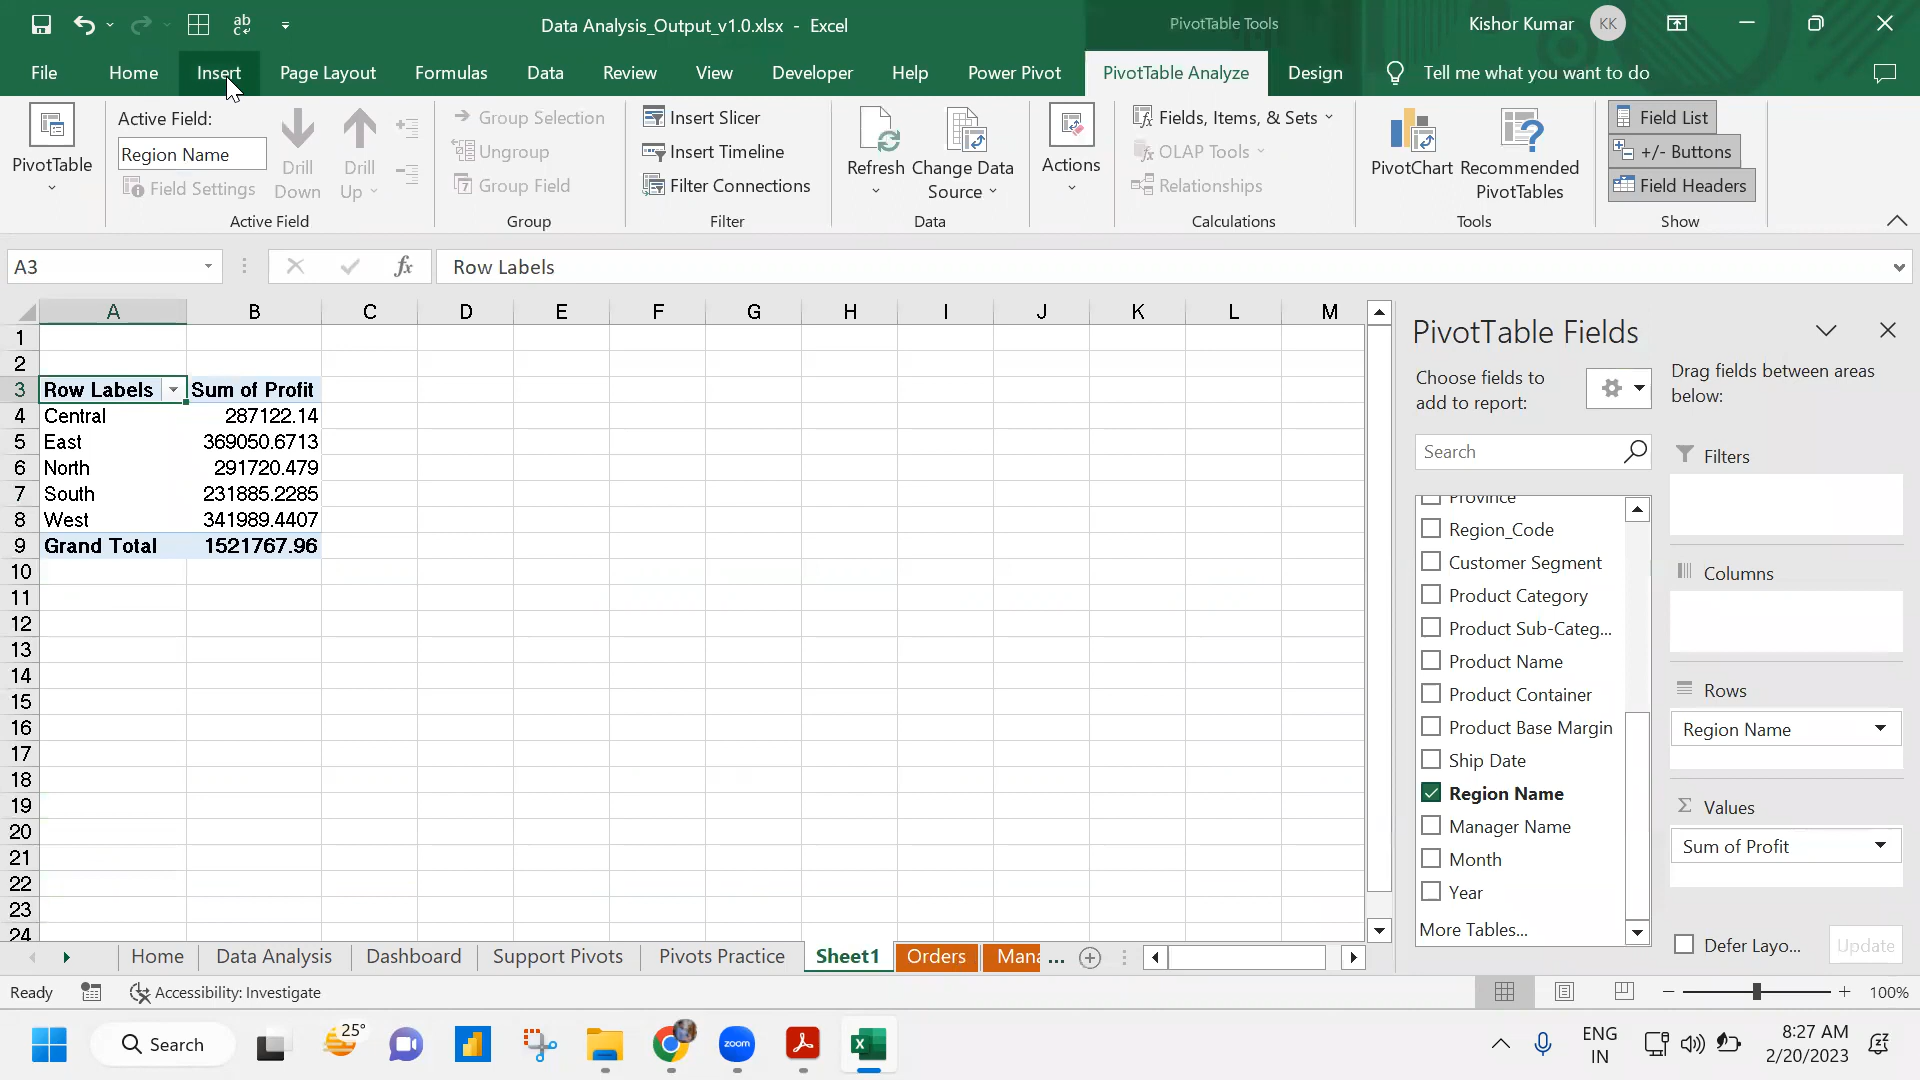 Data Analysis_Output_v1.0.xlsx - Excel
PivotTable Tools
Kishor Kumar
KK
File
Home
Insert
Page Layout
Formulas
Data
Review
View
Developer
Help
Power Pivot
PivotTable Analyze
Design
Tell me what you want to do
PivotTable
Active Field:
Region Name
Field Settings
Drill Down
Drill Up
Active Field
Group Selection
Ungroup
Group Field
Group
Insert Slicer
Insert Timeline
Filter Connections
Filter
Refresh
Change Data Source
Data
Actions
Fields, Items, & Sets
OLAP Tools
Relationships
Calculations
PivotChart
Recommended PivotTables
Tools
Field List
+/- Buttons
Field Headers
Show
A3
fx
Row Labels
A B C D E F G H I J K L M
1
2
3 Row Labels Sum of Profit
4 Central 287122.14
5 East 369050.6713
6 North 291720.479
7 South 231885.2285
8 West 341989.4407
9 Grand Total 1521767.96
10
11
12
13
14
15
16
17
18
19
20
21
22
23
24
PivotTable Fields
Choose fields to add to report:
Search
Province
Region_Code
Customer Segment
Product Category
Product Sub-Categ...
Product Name
Product Container
Product Base Margin
Ship Date
Region Name
Manager Name
Month
Year
More Tables...
Drag fields between areas below:
Filters
Columns
Rows
Region Name
Σ Values
Sum of Profit
Defer Layo...
Update
Home
Data Analysis
Dashboard
Support Pivots
Pivots Practice
Sheet1
Orders
Mana
...
Ready
Accessibility: Investigate
100%
Search
25°
zoom
ENG
IN
8:27 AM
2/20/2023